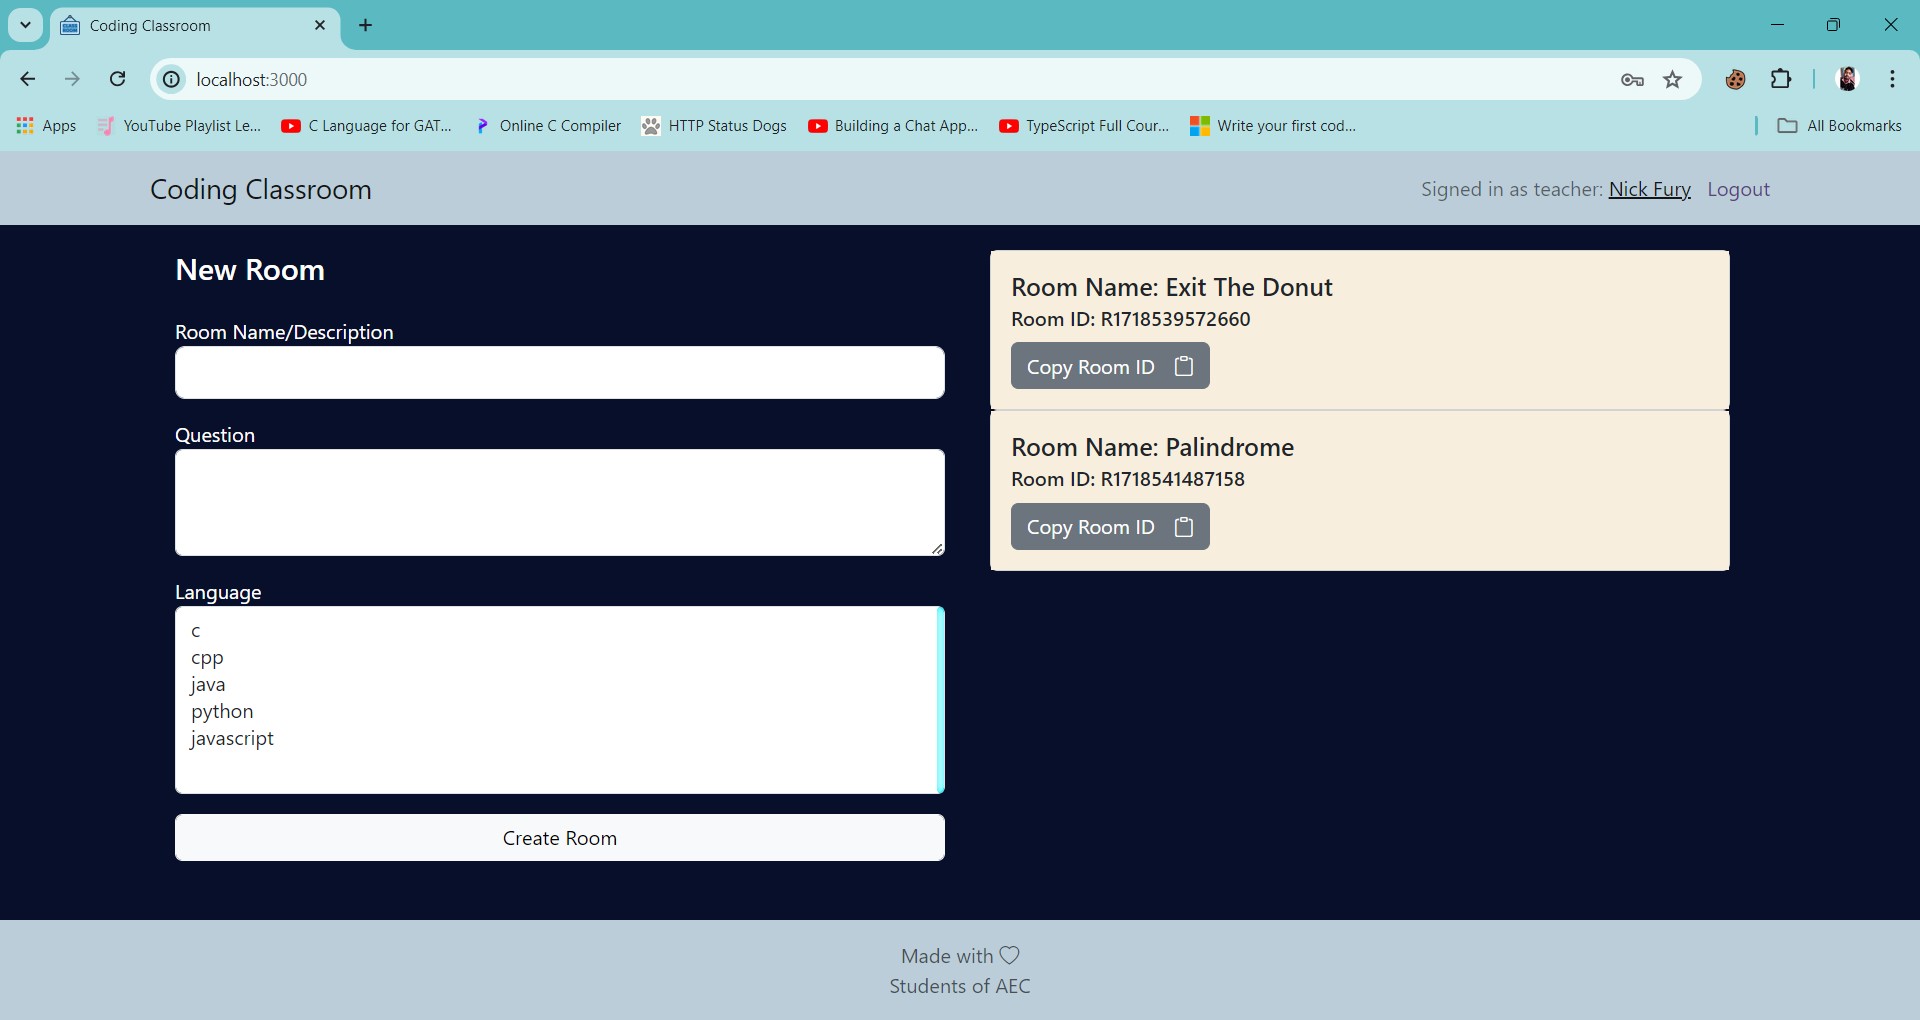 Coding Classroom
localhost:3000
Apps
YouTube Playlist Le...
C Language for GAT...
Online C Compiler
HTTP Status Dogs
Building a Chat App...
TypeScript Full Cour...
Write your first cod...
All Bookmarks
Coding Classroom
Signed in as teacher: Nick Fury Logout
New Room
Room Name/Description
Question
Language
c
cpp
java
python
javascript
Create Room
Room Name: Exit The Donut
Room ID: R1718539572660
Copy Room ID
Room Name: Palindrome
Room ID: R1718541487158
Copy Room ID
Made with
Students of AEC